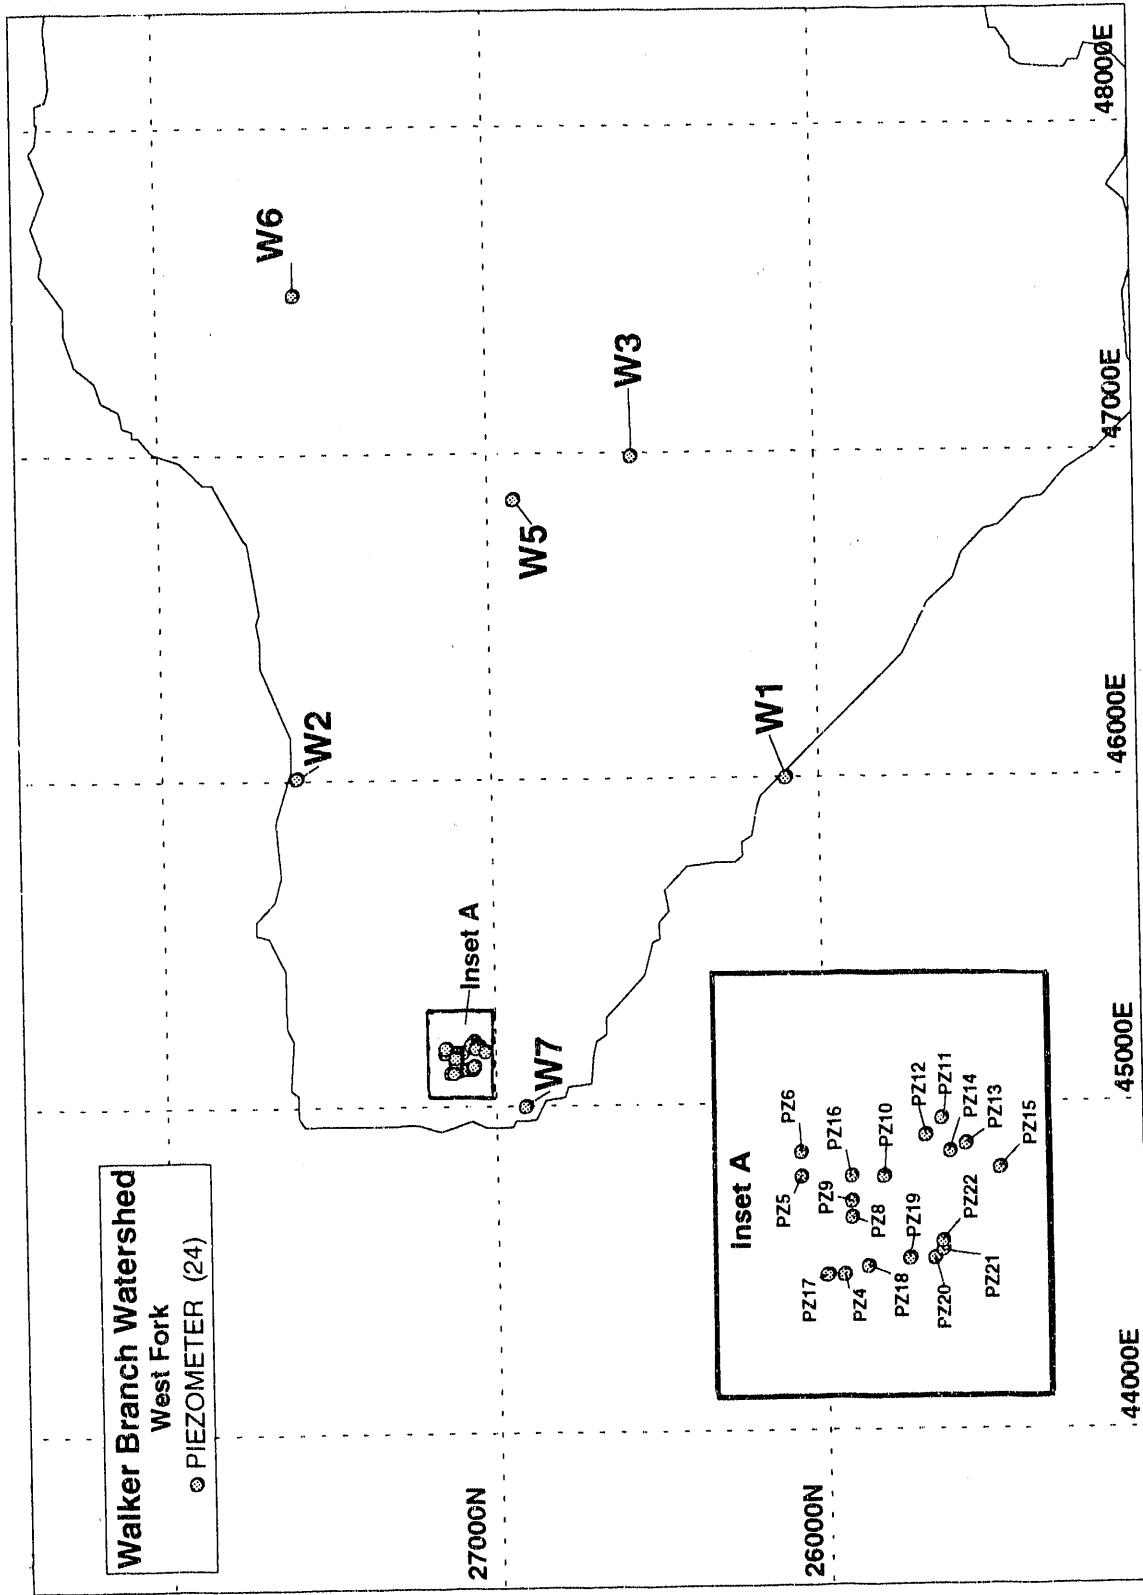 Walker Branch Watershed
West Fork
PIEZOMETER (24)
W6
W2
W3
W5
W1
W7
Inset A
27000N
26000N
44000E
45000E
46000E
47000E
48000E
Inset A
PZ5
PZ6
PZ17
PZ4
PZ9
PZ16
PZ8
PZ10
PZ18
PZ19
PZ12
PZ11
PZ14
PZ13
PZ20
PZ22
PZ21
PZ15